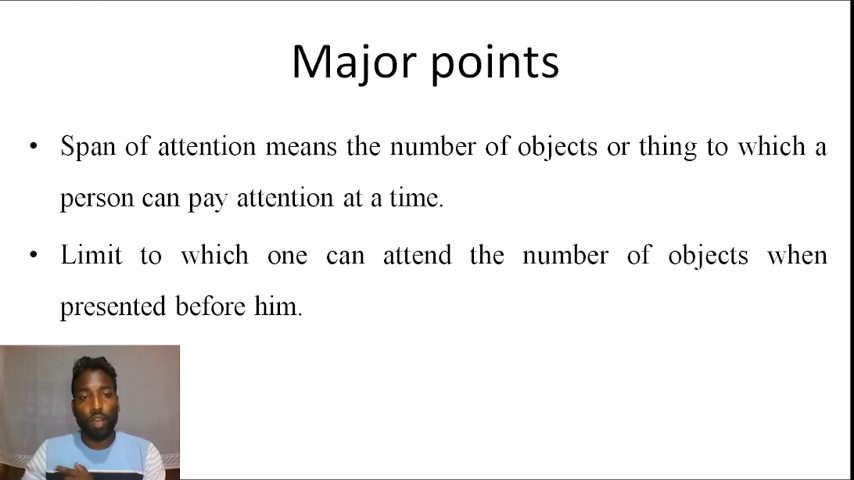 Major points
• Span of attention means the number of objects or thing to which a
person can pay attention at a time.
• Limit to which one can attend the number of objects when
presented before him.